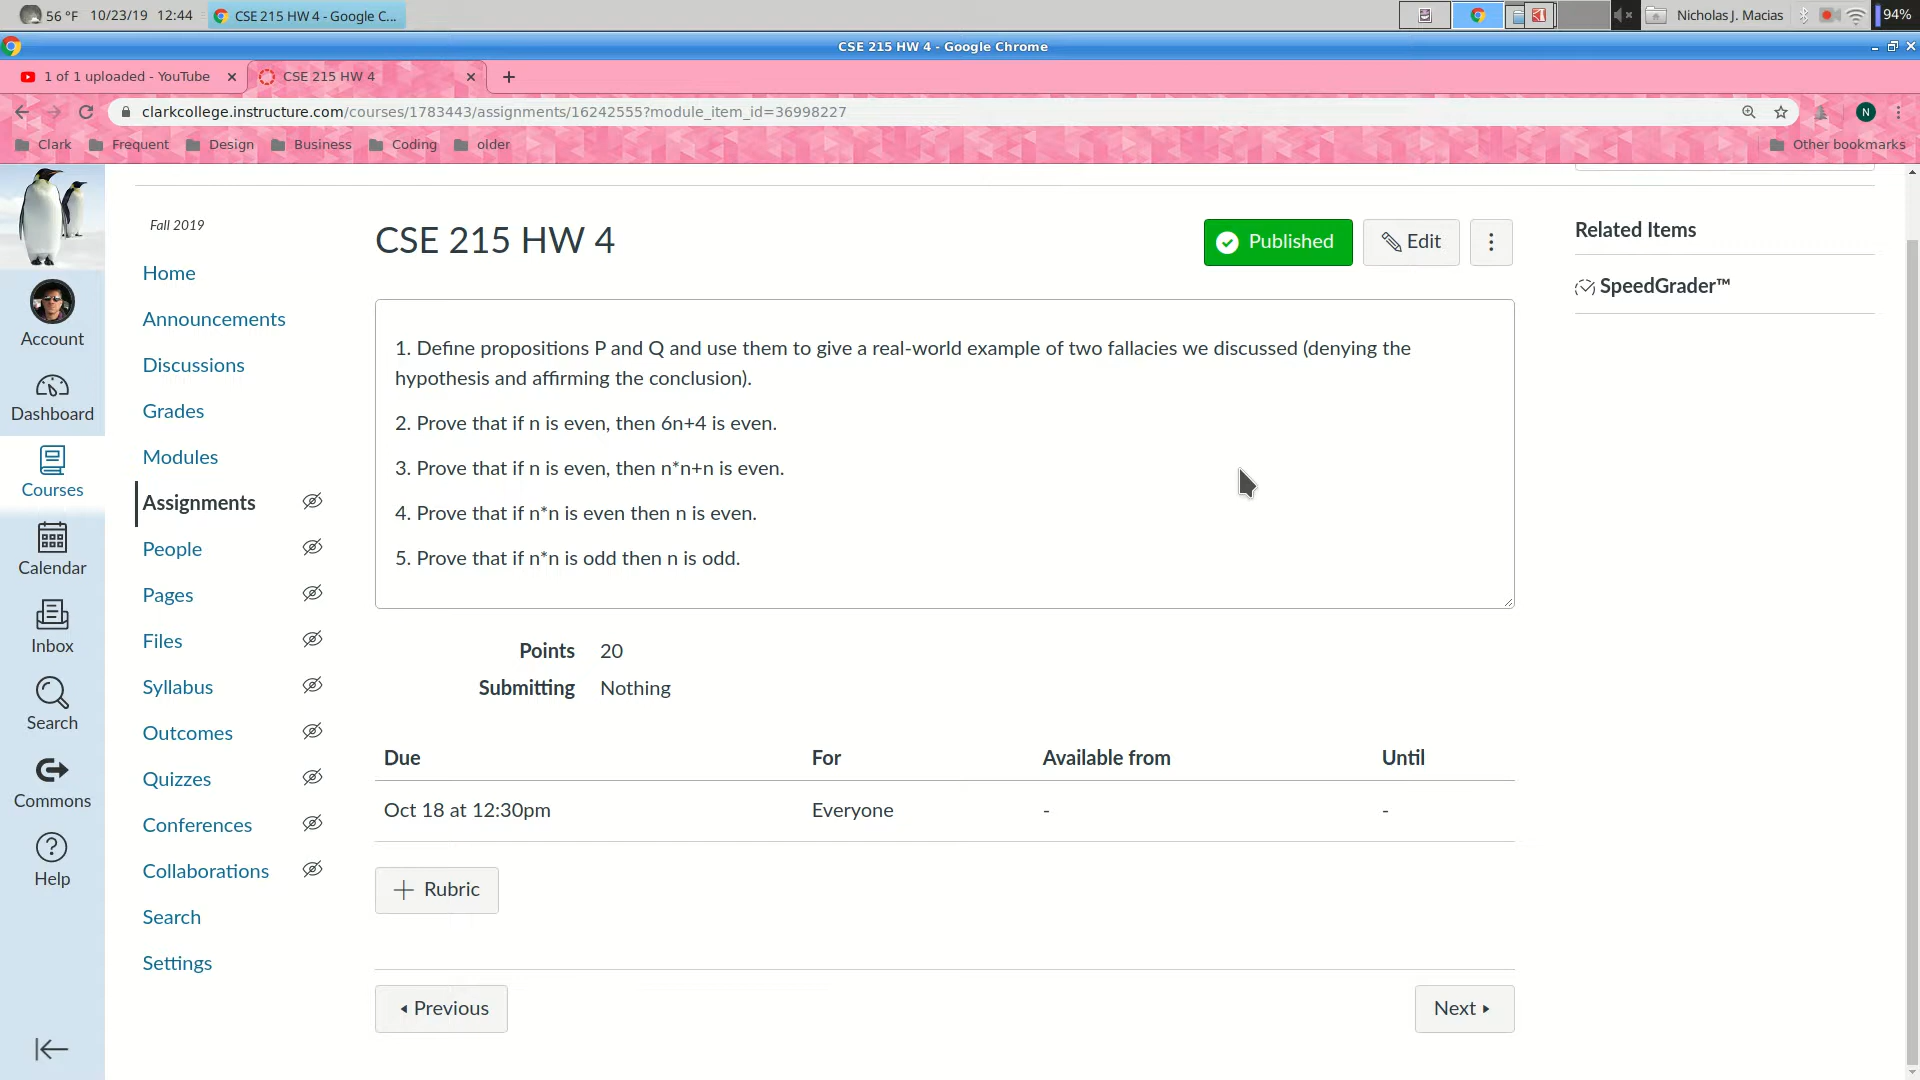 56 °F 10/23/19 12:44 CSE 215 HW 4 - Google C... Nicholas J. Macias 94%
CSE 215 HW 4 - Google Chrome
1 of 1 uploaded - YouTube × CSE 215 HW 4 × +
clarkcollege.instructure.com/courses/1783443/assignments/16242555?module_item_id=36998227 N
Clark Frequent Design Business Coding older Other bookmarks
Account
Dashboard
Courses
Calendar
Inbox
Search
Commons
Help
Fall 2019
Home
Announcements
Discussions
Grades
Modules
Assignments
People
Pages
Files
Syllabus
Outcomes
Quizzes
Conferences
Collaborations
Search
Settings
CSE 215 HW 4
Published Edit
1. Define propositions P and Q and use them to give a real-world example of two fallacies we discussed (denying the
hypothesis and affirming the conclusion).
2. Prove that if n is even, then 6n+4 is even.
3. Prove that if n is even, then n*n+n is even.
4. Prove that if n*n is even then n is even.
5. Prove that if n*n is odd then n is odd.
Points 20
Submitting Nothing
Due For Available from Until
Oct 18 at 12:30pm Everyone - -
+ Rubric
Previous Next
Related Items
SpeedGrader™